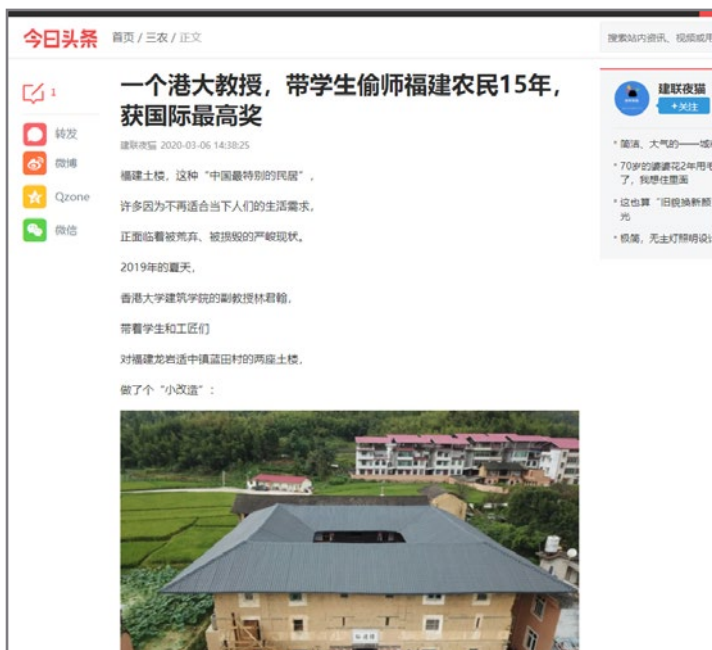 今日头条 首页 / 三农 / 正文
搜索站内资讯、视频或用
1
转发
微博
Qzone
微信
一个港大教授，带学生偷师福建农民15年，
获国际最高奖
建联夜猫 2020-03-06 14:38:25
福建土楼，这种“中国最特别的民居”，
许多因为不再适合当下人们的生活需求，
正面临着被荒弃、被损毁的严峻现状。
2019年的夏天，
香港大学建筑学院的副教授林君翰，
带着学生和工匠们
对福建龙岩适中镇蓝田村的两座土楼，
做了个“小改造”：
建联夜猫
+关注
简洁、大气的——城
70岁的婆婆花2年用
了，我想住里面
这也算“旧貌换新颜
光
极简，无主灯照明设